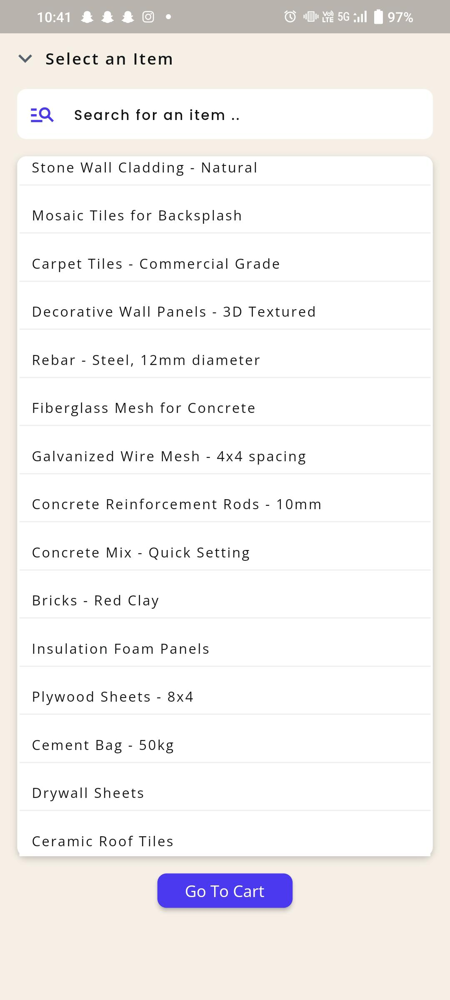 10:41 Vo) LTE 5G 97%
Select an Item
Search for an item ..
Stone Wall Cladding - Natural
Mosaic Tiles for Backsplash
Carpet Tiles - Commercial Grade
Decorative Wall Panels - 3D Textured
Rebar - Steel, 12mm diameter
Fiberglass Mesh for Concrete
Galvanized Wire Mesh - 4x4 spacing
Concrete Reinforcement Rods - 10mm
Concrete Mix - Quick Setting
Bricks - Red Clay
Insulation Foam Panels
Plywood Sheets - 8x4
Cement Bag - 50kg
Drywall Sheets
Ceramic Roof Tiles
Go To Cart